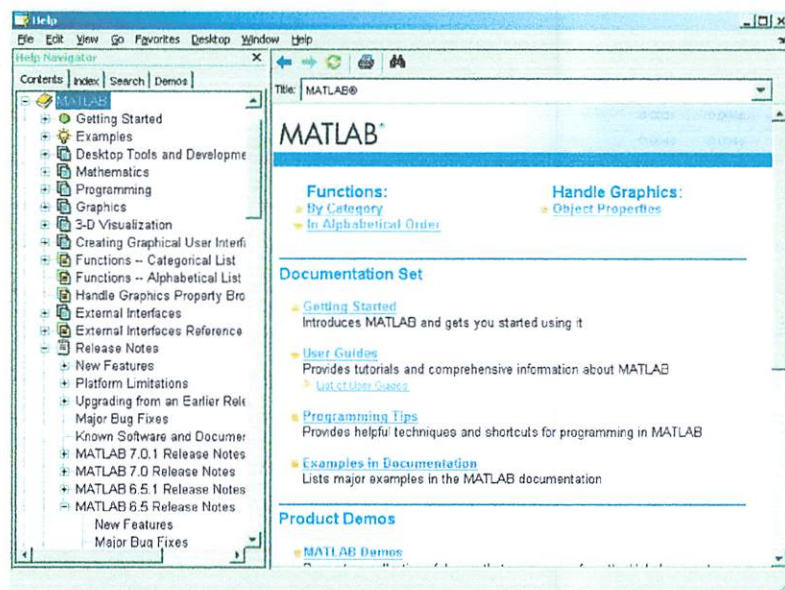 Help
File Edit View Go Favorites Desktop Window Help
Help Navigator
Contents Index Search Demos
MATLAB
Getting Started
Examples
Desktop Tools and Developme
Mathematics
Programming
Graphics
3-D Visualization
Creating Graphical User Interf
Functions -- Categorical List
Functions -- Alphabetical List
Handle Graphics Property Bro
External Interfaces
External Interfaces Reference
Release Notes
New Features
Platform Limitations
Upgrading from an Earlier Rele
Major Bug Fixes
Known Software and Documer
MATLAB 7.0.1 Release Notes
MATLAB 7.0 Release Notes
MATLAB 6.5.1 Release Notes
MATLAB 6.5 Release Notes
New Features
Major Bug Fixes
Title: MATLAB®
MATLAB®
Functions:
By Category
In Alphabetical Order
Handle Graphics:
Object Properties
Documentation Set
Getting Started
Introduces MATLAB and gets you started using it
User Guides
Provides tutorials and comprehensive information about MATLAB
List of User Guides
Programming Tips
Provides helpful techniques and shortcuts for programming in MATLAB
Examples in Documentation
Lists major examples in the MATLAB documentation
Product Demos
MATLAB Demos